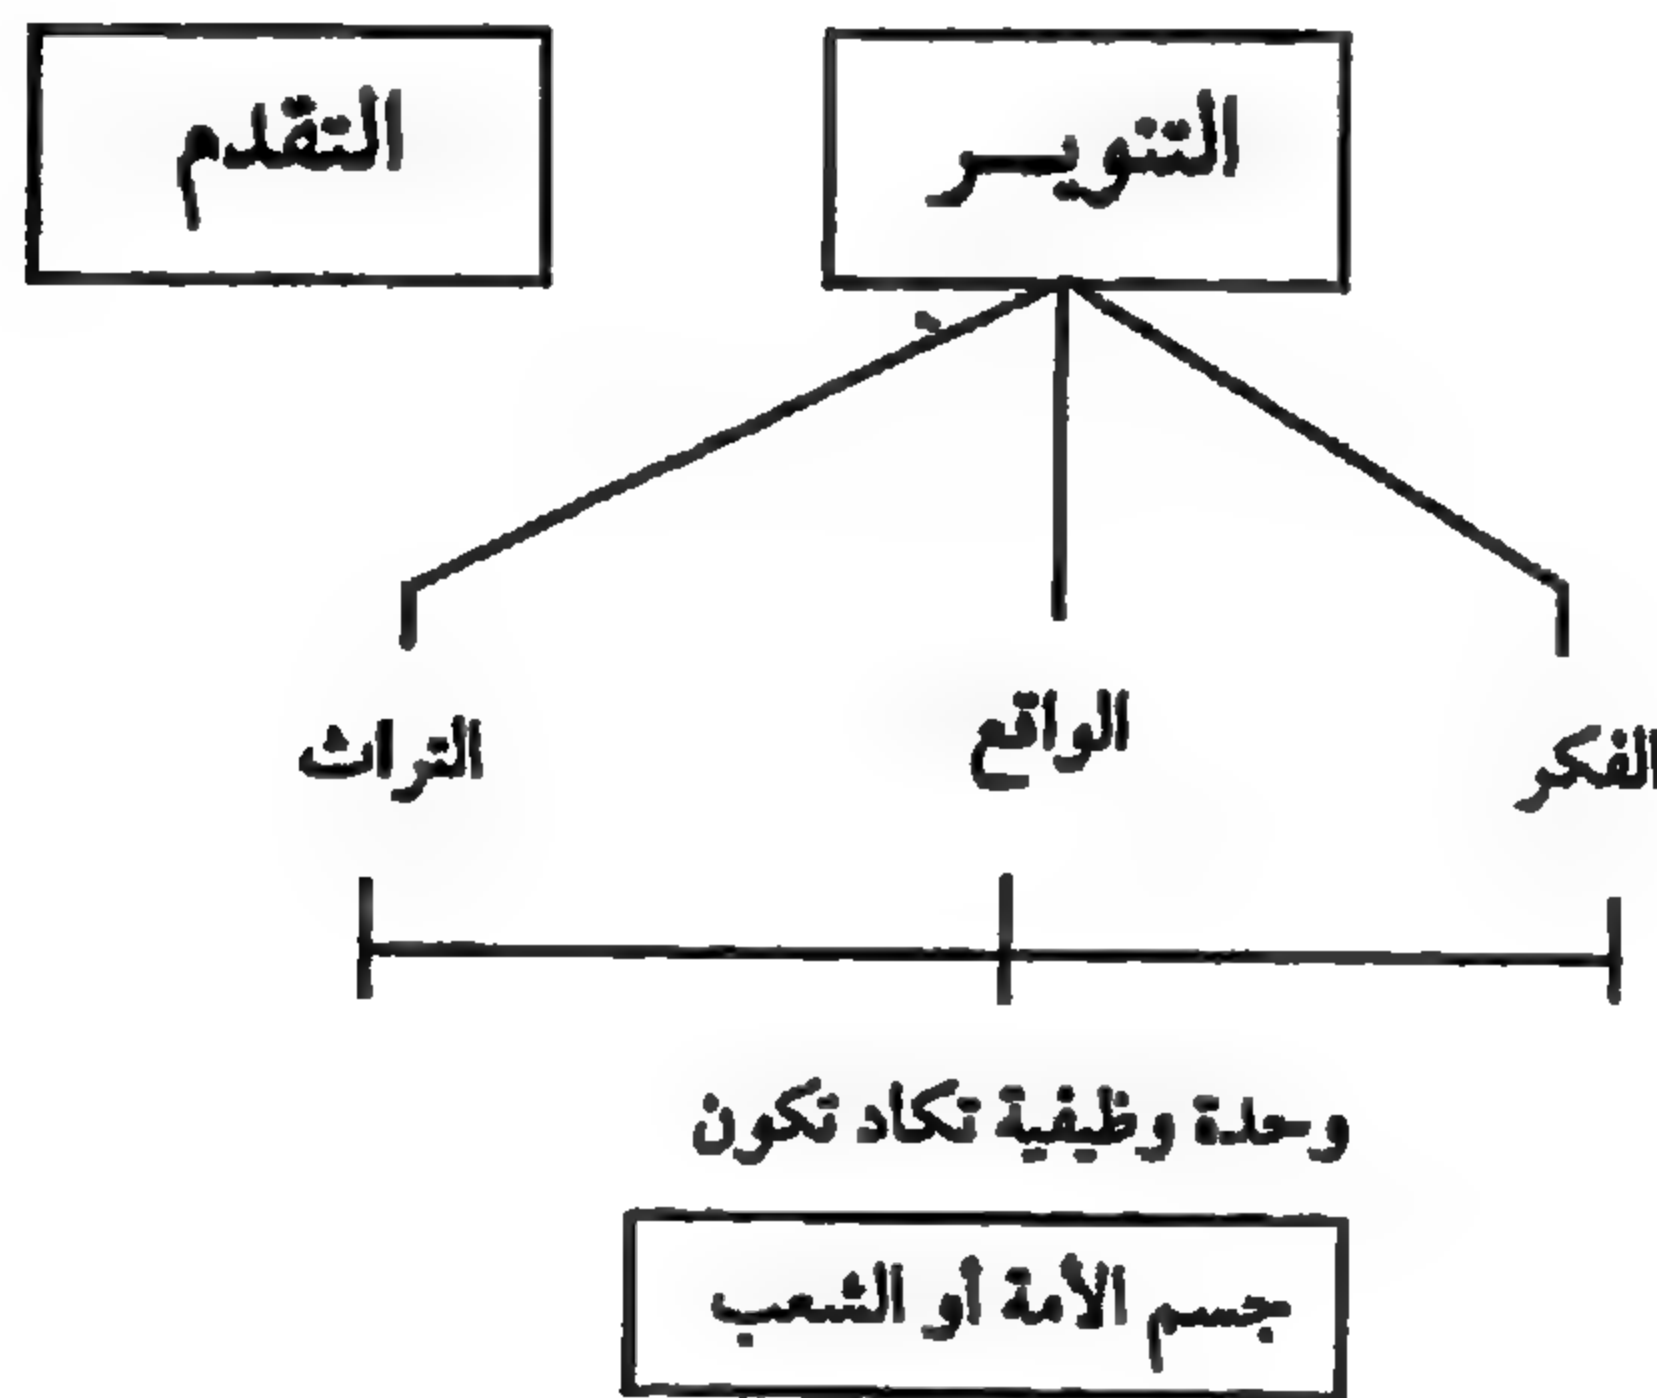 التنويـر التقدم
الفكر الواقع التراث
وحدة وظيفية تكاد تكون
جسم الأمة أو الشعب